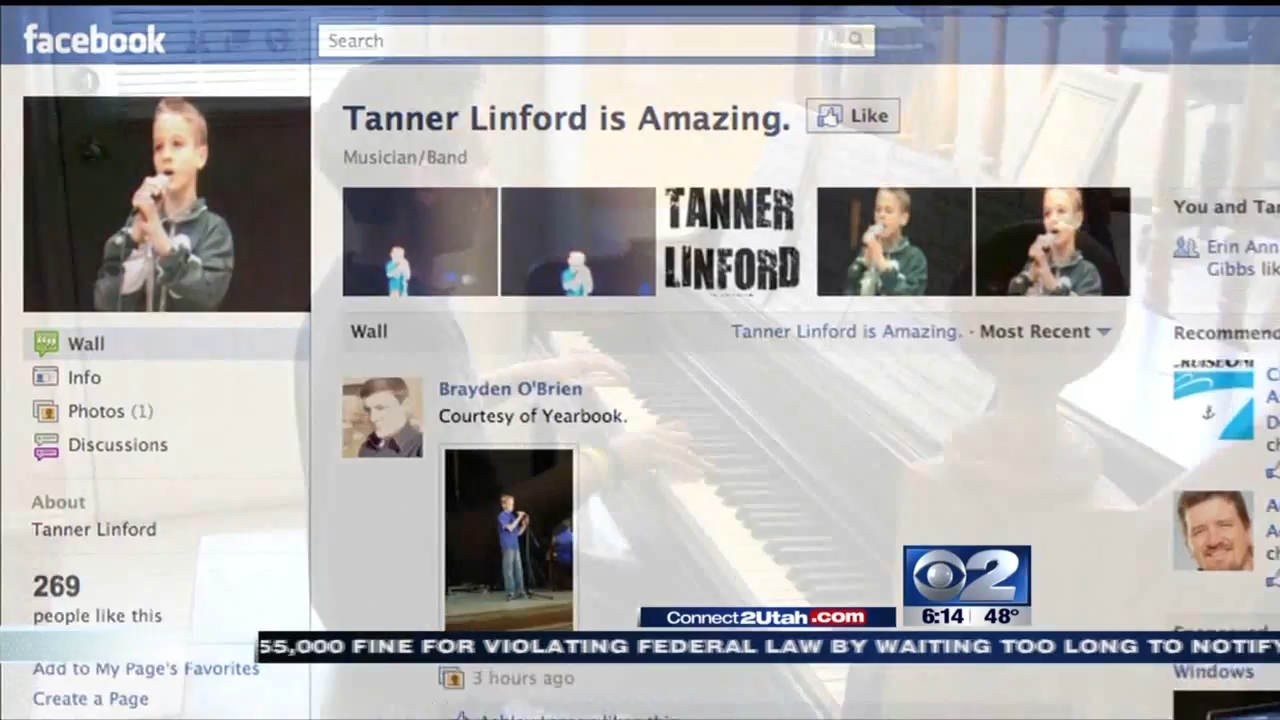 facebook
Search
Tanner Linford is Amazing.
Like
Musician/Band
TANNER
LINFORD
You and Tan
Erin Ann
Gibbs lik
Wall
Info
Photos (1)
Discussions
About
Tanner Linford
269
people like this
Add to My Page's Favorites
Create a Page
Wall
Tanner Linford is Amazing. · Most Recent
Brayden O'Brien
Courtesy of Yearbook.
3 hours ago
Recommend
Windows
2
Connect2Utah.com
6:14 48°
55,000 FINE FOR VIOLATING FEDERAL LAW BY WAITING TOO LONG TO NOTIFY